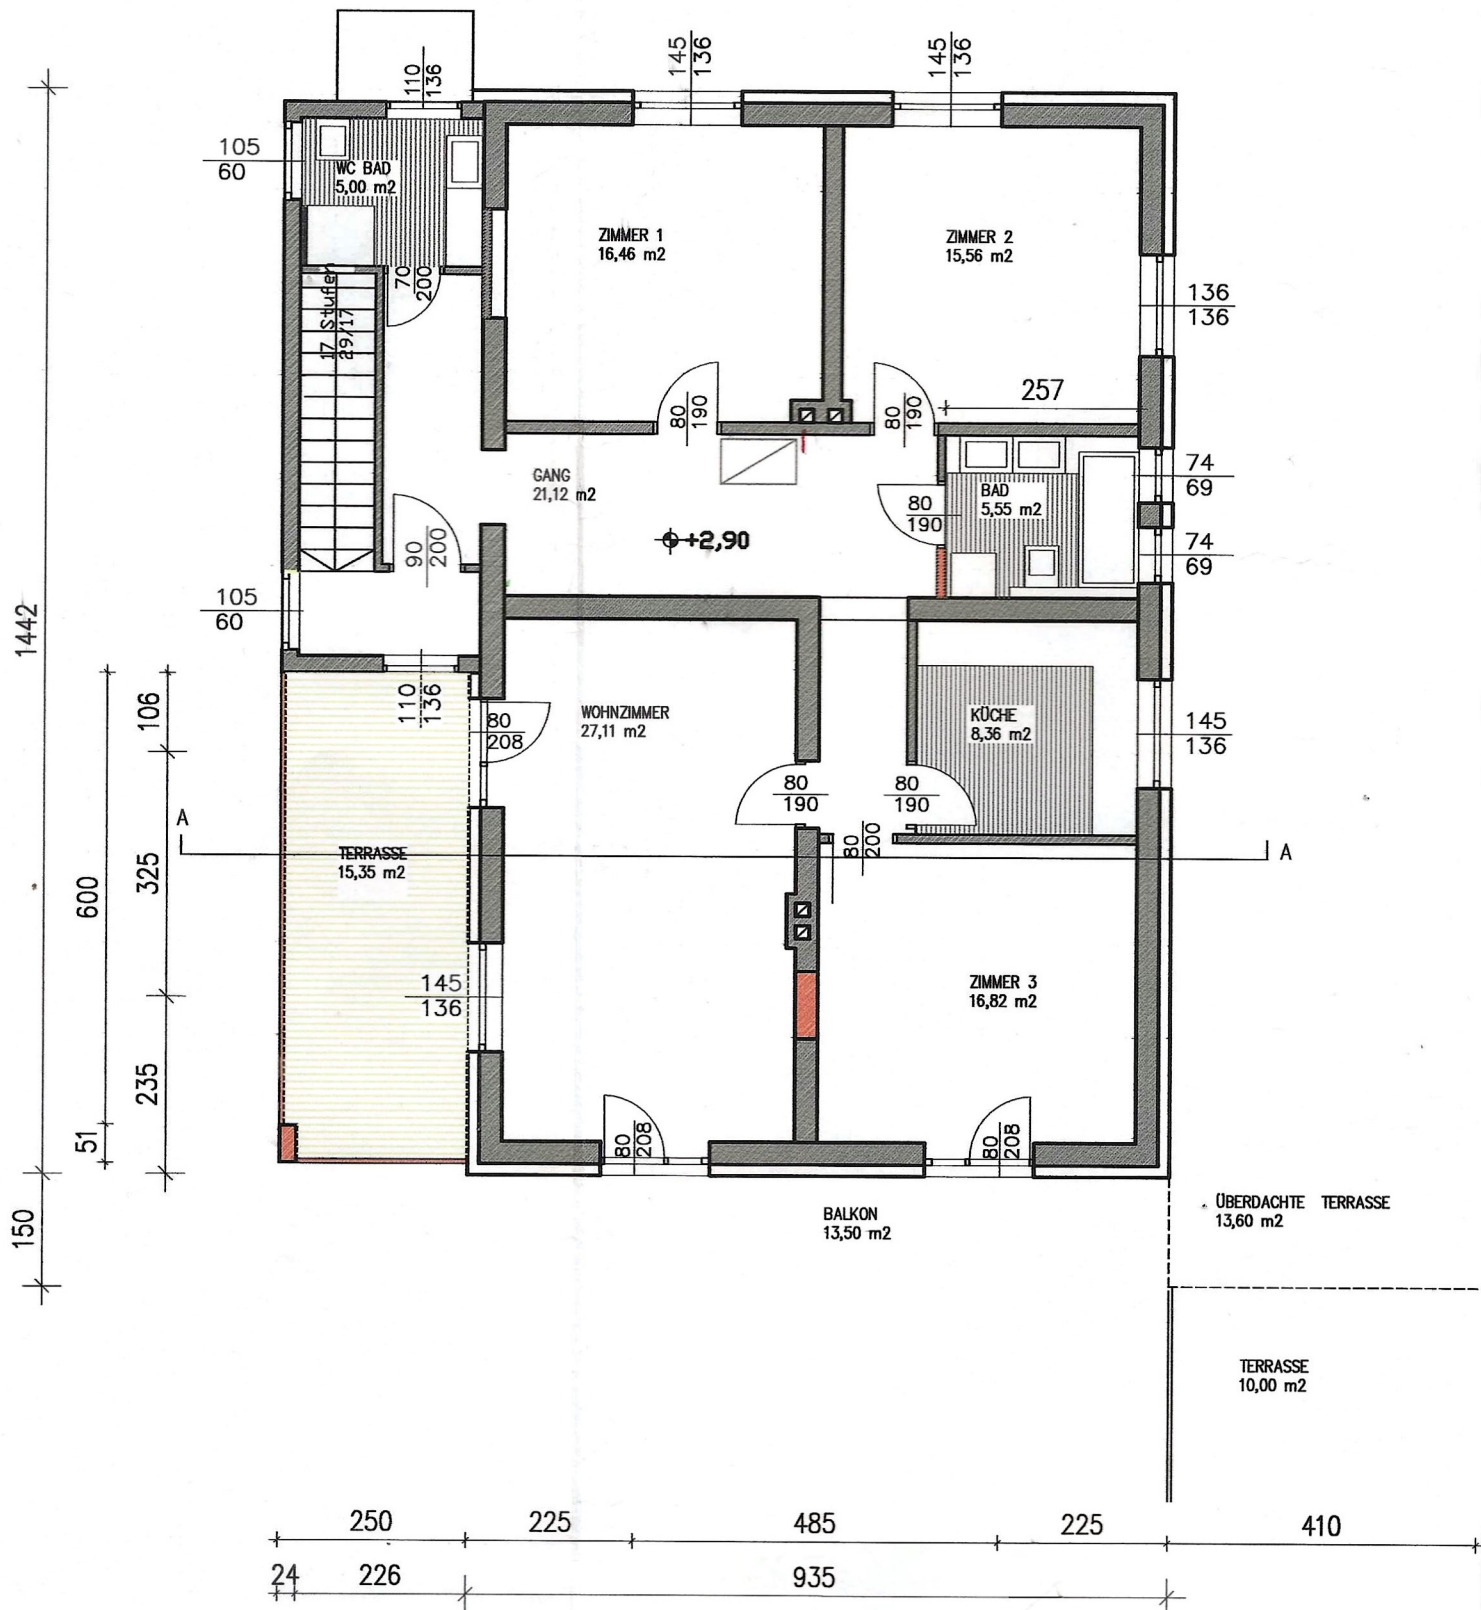 110
136
145
136
145
136
105
60
WC BAD
5,00 m2
ZIMMER 1
16,46 m2
ZIMMER 2
15,56 m2
70
200
17 Stufen
29/17
136
136
257
80
190
80
190
GANG
21,12 m2
BAD
5,55 m2
74
69
80
190
+2,90
90
200
74
69
105
60
1442
110
136
106
80
208
WOHNZIMMER
27,11 m2
KÜCHE
8,36 m2
145
136
80
190
80
190
A
80
200
A
TERRASSE
15,35 m2
325
600
145
136
ZIMMER 3
16,82 m2
235
51
80
208
80
208
150
BALKON
13,50 m2
ÜBERDACHTE TERRASSE
13,60 m2
TERRASSE
10,00 m2
250
225
485
225
410
24
226
935